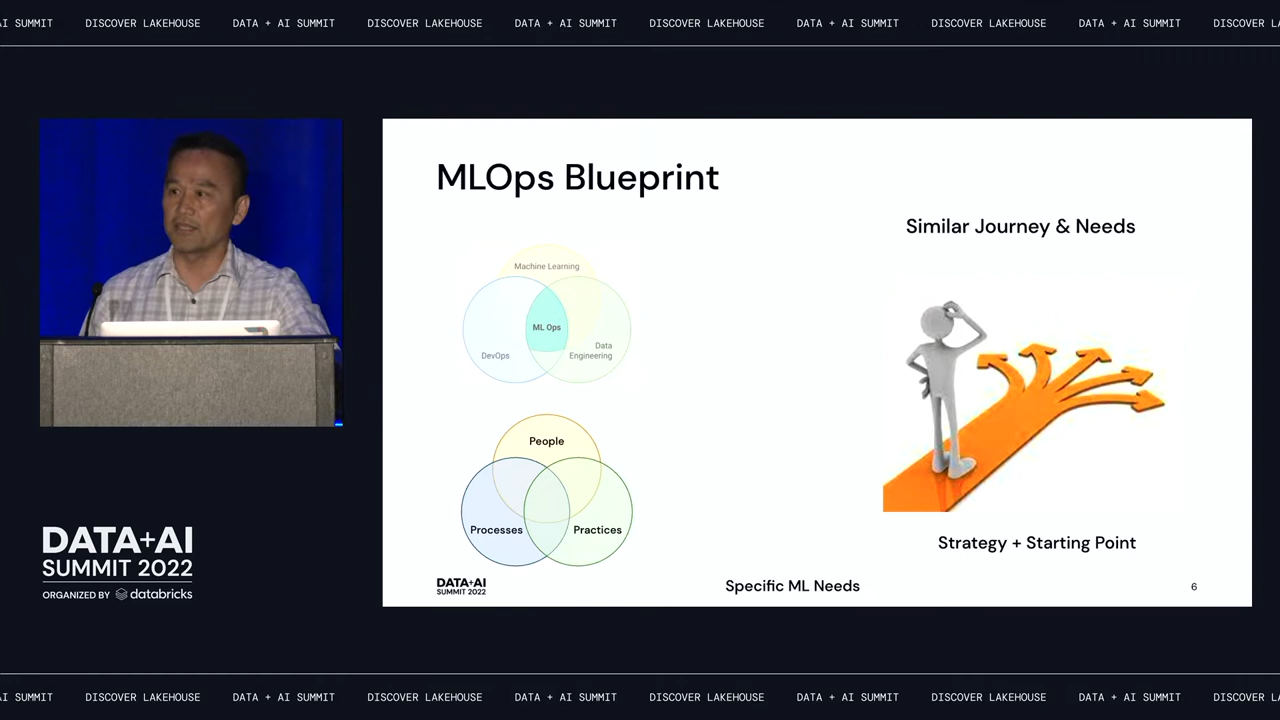 AI SUMMIT DISCOVER LAKEHOUSE DATA + AI SUMMIT DISCOVER LAKEHOUSE DATA + AI SUMMIT DISCOVER LAKEHOUSE DATA + AI SUMMIT DISCOVER LAKEHOUSE DATA + AI SUMMIT DISCOVER
MLOps Blueprint
Similar Journey & Needs
Machine Learning
ML Ops
DevOps
Data
Engineering
People
Processes
Practices
Strategy + Starting Point
DATA+AI
SUMMIT 2022
Specific ML Needs
6
DATA+AI
SUMMIT 2022
ORGANIZED BY databricks
AI SUMMIT DISCOVER LAKEHOUSE DATA + AI SUMMIT DISCOVER LAKEHOUSE DATA + AI SUMMIT DISCOVER LAKEHOUSE DATA + AI SUMMIT DISCOVER LAKEHOUSE DATA + AI SUMMIT DISCOVER